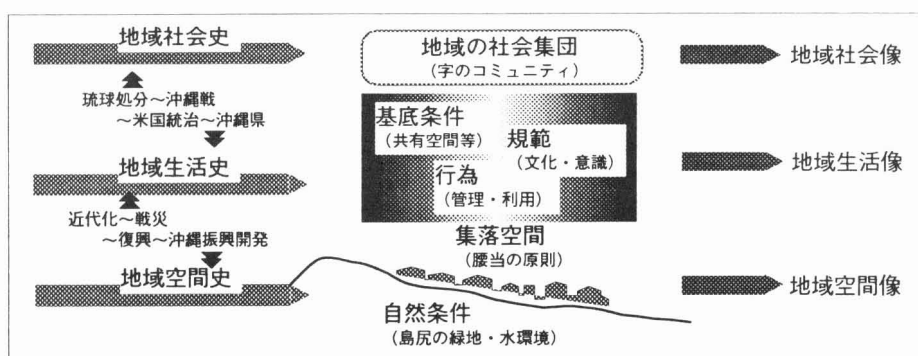 地域社会史
琉球処分～沖縄戦
～米国統治～沖縄県
地域生活史
近代化～戦災
～復興～沖縄振興開発
地域空間史
地域の社会集団
(字のコミュニティ)
基底条件
(共有空間等)
規範
(文化・意識)
行為
(管理・利用)
集落空間
(腰当の原則)
自然条件
(島尻の緑地・水環境)
地域社会像
地域生活像
地域空間像